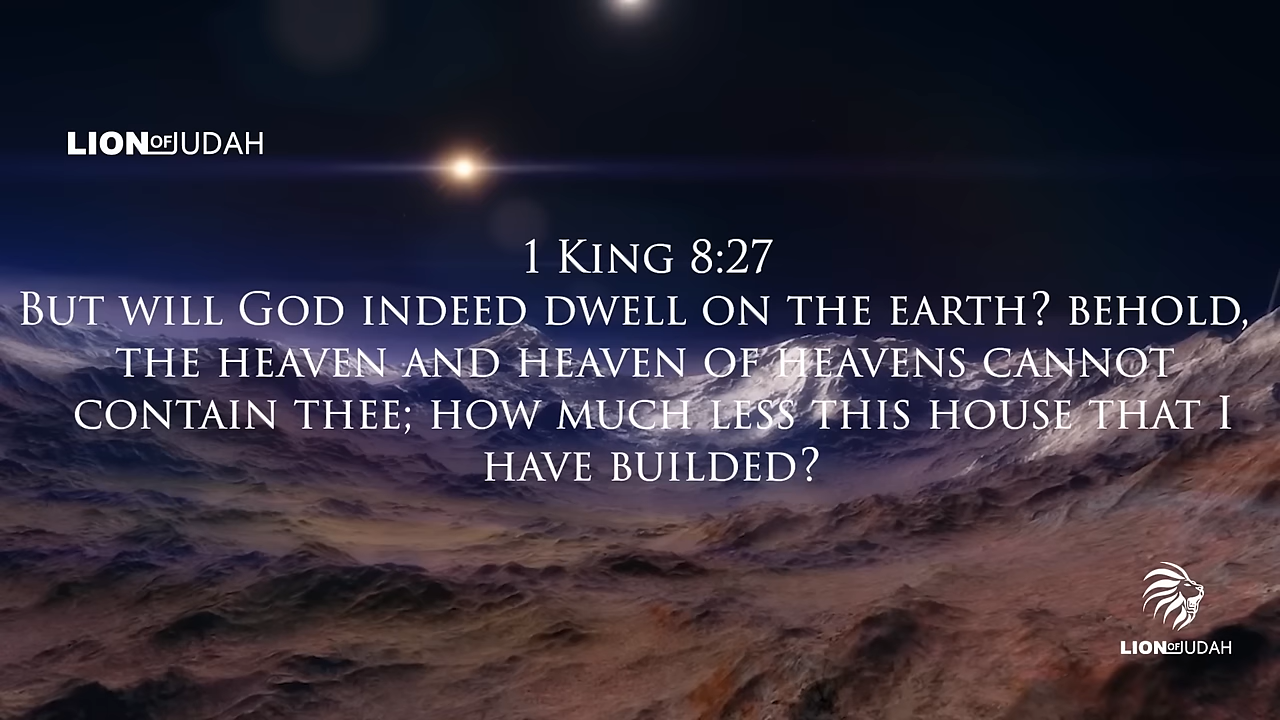 LION OF JUDAH
1 King 8:27
But will God indeed dwell on the earth? behold,
the heaven and heaven of heavens cannot
contain thee; how much less this house that I
have builded?
LION OF JUDAH